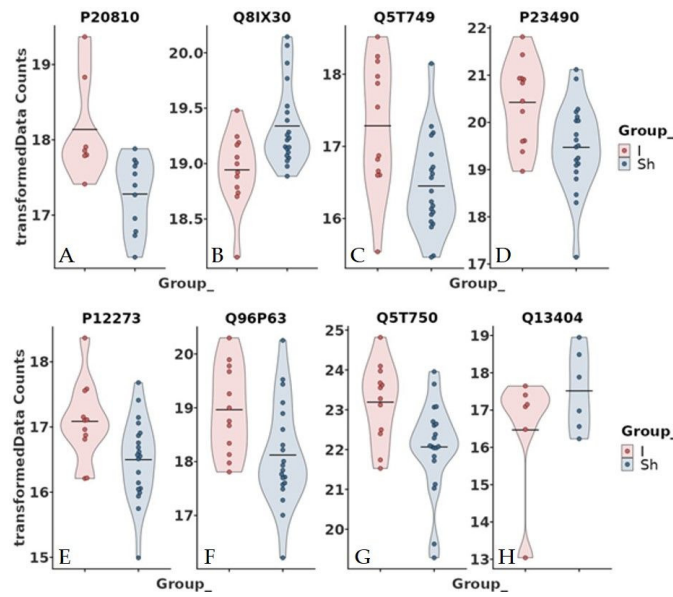 P20810 Q8IX30 Q5T749 P23490
transformedData Counts
19
18
17
20.0
19.5
19.0
18.5
18
17
16
22
21
20
19
18
17
A B C D
Group_
I
Sh
Group_ Group_
P12273 Q96P63 Q5T750 Q13404
transformedData Counts
18
17
16
15
20
19
18
17
25
24
23
22
21
20
19
18
17
16
15
14
13
E F G H
Group_
I
Sh
Group_ Group_